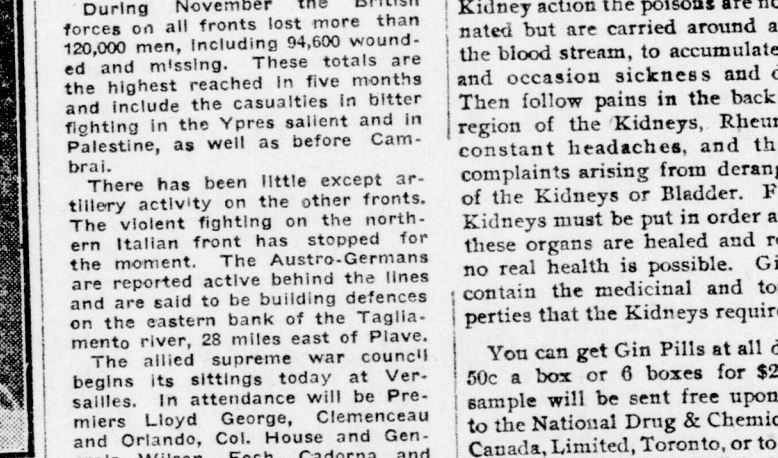 During November the British
forces on all fronts lost more than
120,000 men, including 94,600 wound-
ed and missing. These totals are
the highest reached in five months
and include the casualties in bitter
fighting in the Ypres salient and in
Palestine, as well as before Cam-
brai.
There has been little except ar-
tillery activity on the other fronts.
The violent fighting on the north-
ern Italian front has stopped for
the moment. The Austro-Germans
are reported active behind the lines
and are said to be building defences
on the eastern bank of the Taglia-
mento river, 28 miles east of Piave.
The allied supreme war council
begins its sittings today at Ver-
sailles. In attendance will be Pre-
miers Lloyd George, Clemenceau
and Orlando, Col. House and Gen-
Wilson, Foch, Cadorna and
Kidney action the poisons are
nated but are carried around
the blood stream, to accumulate
and occasion sickness and
Then follow pains in the back
region of the Kidneys,
constant headaches, and
complaints arising from
of the Kidneys or Bladder.
Kidneys must be put in order
these organs are healed and
no real health is possible.
contain the medicinal and
perties that the Kidneys
You can get Gin Pills at all
50c a box or 6 boxes for
sample will be sent free upon
to the National Drug &
Canada, Limited, Toronto, or to